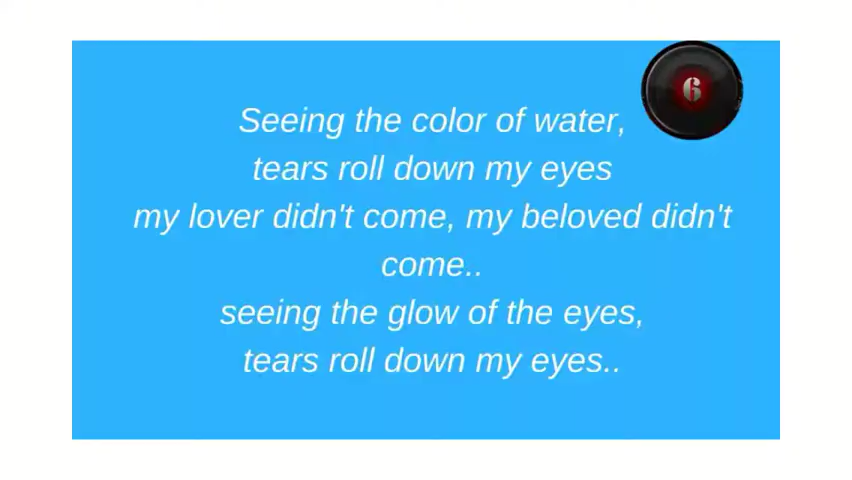 6
Seeing the color of water,
tears roll down my eyes
my lover didn't come, my beloved didn't
come..
seeing the glow of the eyes,
tears roll down my eyes..